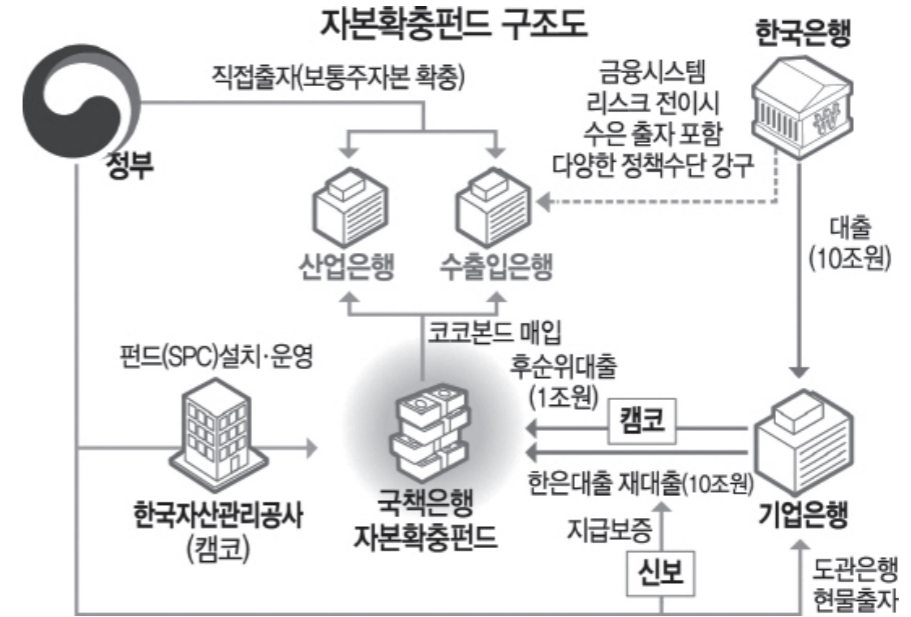 자본확충펀드 구조도
한국은행
직접출자(보통주자본 확충)
금융시스템
리스크 전이시
수은 출자 포함
다양한 정책수단 강구
정부
산업은행
수출입은행
대출
(10조원)
코코본드 매입
펀드(SPC)설치·운영
후순위대출
(1조원)
캠코
한은대출 재대출(10조원)
국책은행
자본확충펀드
한국자산관리공사
(캠코)
기업은행
지급보증
신보
도관은행
현물출자